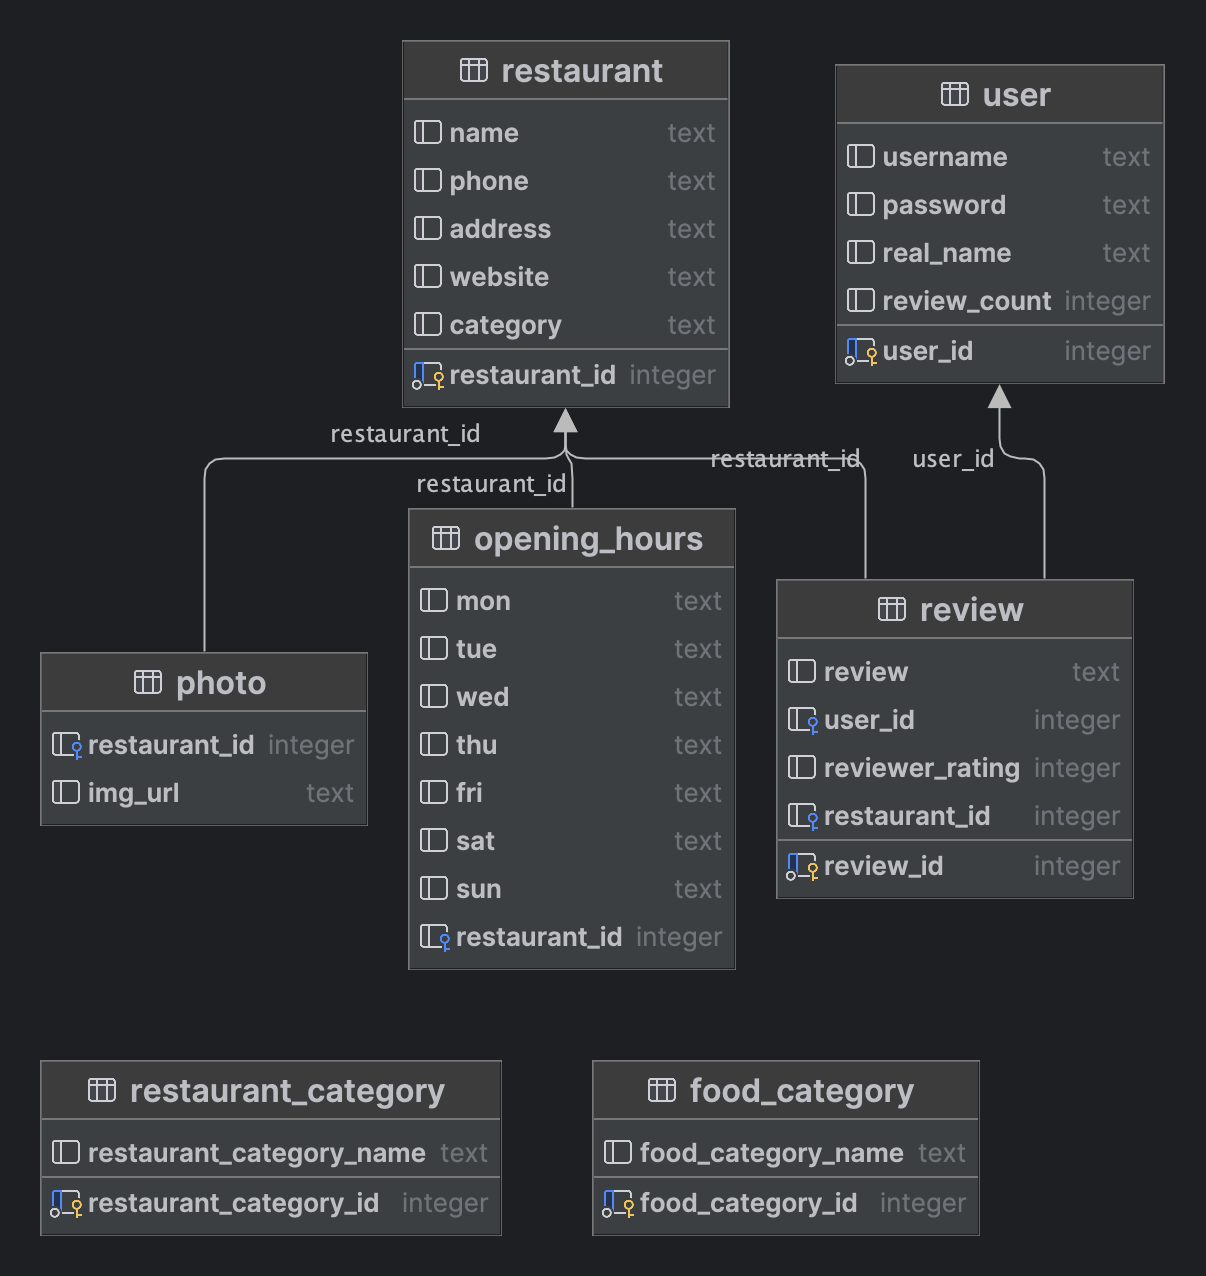 restaurant
name text
phone text
address text
website text
category text
restaurant_id integer
user
username text
password text
real_name text
review_count integer
user_id integer
restaurant_id
restaurant_id
restaurant_id
user_id
photo
restaurant_id integer
img_url text
opening_hours
mon text
tue text
wed text
thu text
fri text
sat text
sun text
restaurant_id integer
review
review text
user_id integer
reviewer_rating integer
restaurant_id integer
review_id integer
restaurant_category
restaurant_category_name text
restaurant_category_id integer
food_category
food_category_name text
food_category_id integer